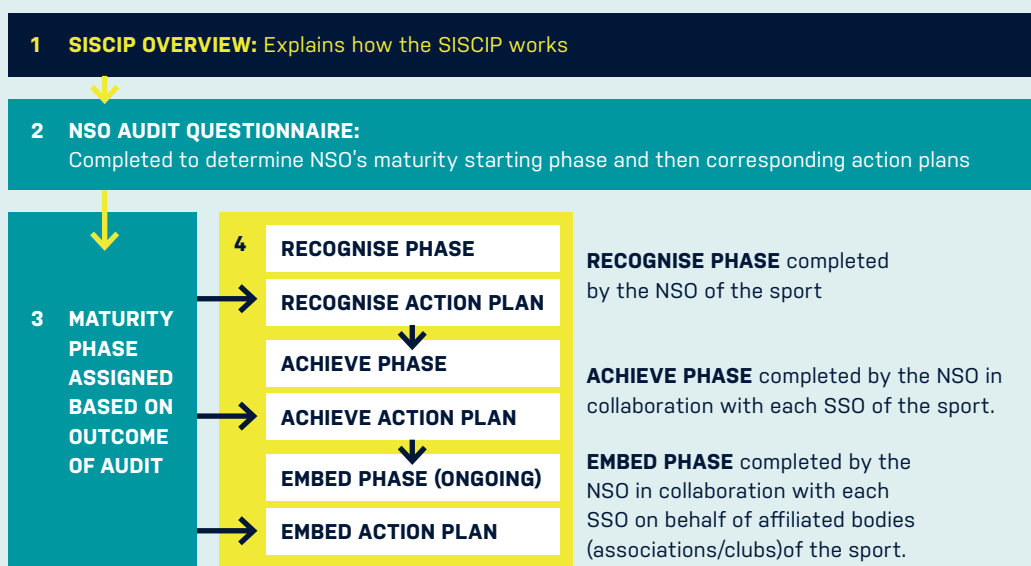 1 SISCIP OVERVIEW: Explains how the SISCIP works
2 NSO AUDIT QUESTIONNAIRE:
Completed to determine NSO's maturity starting phase and then corresponding action plans
3 MATURITY
PHASE
ASSIGNED
BASED ON
OUTCOME
OF AUDIT
4 RECOGNISE PHASE
RECOGNISE ACTION PLAN
ACHIEVE PHASE
ACHIEVE ACTION PLAN
EMBED PHASE (ONGOING)
EMBED ACTION PLAN
RECOGNISE PHASE completed
by the NSO of the sport
ACHIEVE PHASE completed by the NSO in
collaboration with each SSO of the sport.
EMBED PHASE completed by the
NSO in collaboration with each
SSO on behalf of affiliated bodies
(associations/clubs)of the sport.